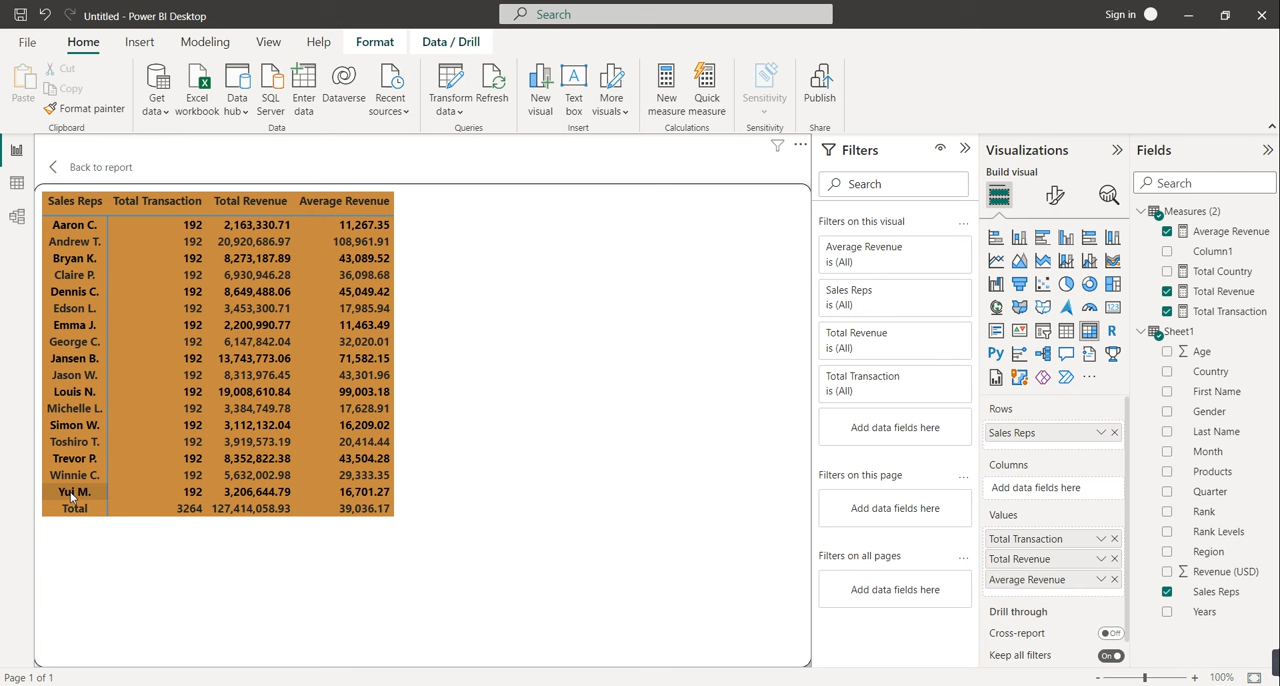 Untitled - Power BI Desktop
Search
Sign in
File Home Insert Modeling View Help Format Data / Drill
Paste
Cut
Copy
Format painter
Clipboard
Get data
Excel workbook
Data hub
SQL Server
Enter data
Dataverse
Recent sources
Data
Transform data
Refresh
Queries
New visual
Text box
More visuals
Insert
New measure
Quick measure
Calculations
Sensitivity
Sensitivity
Publish
Share
Back to report
Sales Reps Total Transaction Total Revenue Average Revenue
Aaron C. 192 2,163,330.71 11,267.35
Andrew T. 192 20,920,686.97 108,961.91
Bryan K. 192 8,273,187.89 43,089.52
Claire P. 192 6,930,946.28 36,098.68
Dennis C. 192 8,649,488.06 45,049.42
Edson L. 192 3,453,300.71 17,985.94
Emma J. 192 2,200,990.77 11,463.49
George C. 192 6,147,842.04 32,020.01
Jansen B. 192 13,743,773.06 71,582.15
Jason W. 192 8,313,976.45 43,301.96
Louis N. 192 19,008,610.84 99,003.18
Michelle L. 192 3,384,749.78 17,628.91
Simon W. 192 3,112,132.04 16,209.02
Toshiro T. 192 3,919,573.19 20,414.44
Trevor P. 192 8,352,822.38 43,504.28
Winnie C. 192 5,632,002.98 29,333.35
Yui M. 192 3,206,644.79 16,701.27
Total 3264 127,414,058.93 39,036.17
Filters
Search
Filters on this visual
Average Revenue
is (All)
Sales Reps
is (All)
Total Revenue
is (All)
Total Transaction
is (All)
Add data fields here
Filters on this page
Add data fields here
Filters on all pages
Add data fields here
Visualizations
Build visual
123
R
Py
Rows
Sales Reps
Columns
Add data fields here
Values
Total Transaction
Total Revenue
Average Revenue
Drill through
Cross-report Off
Keep all filters On
Fields
Search
Measures (2)
Average Revenue
Column1
Total Country
Total Revenue
Total Transaction
Sheet1
Age
Country
First Name
Gender
Last Name
Month
Products
Quarter
Rank
Rank Levels
Region
Revenue (USD)
Sales Reps
Years
Page 1 of 1
- + 100%